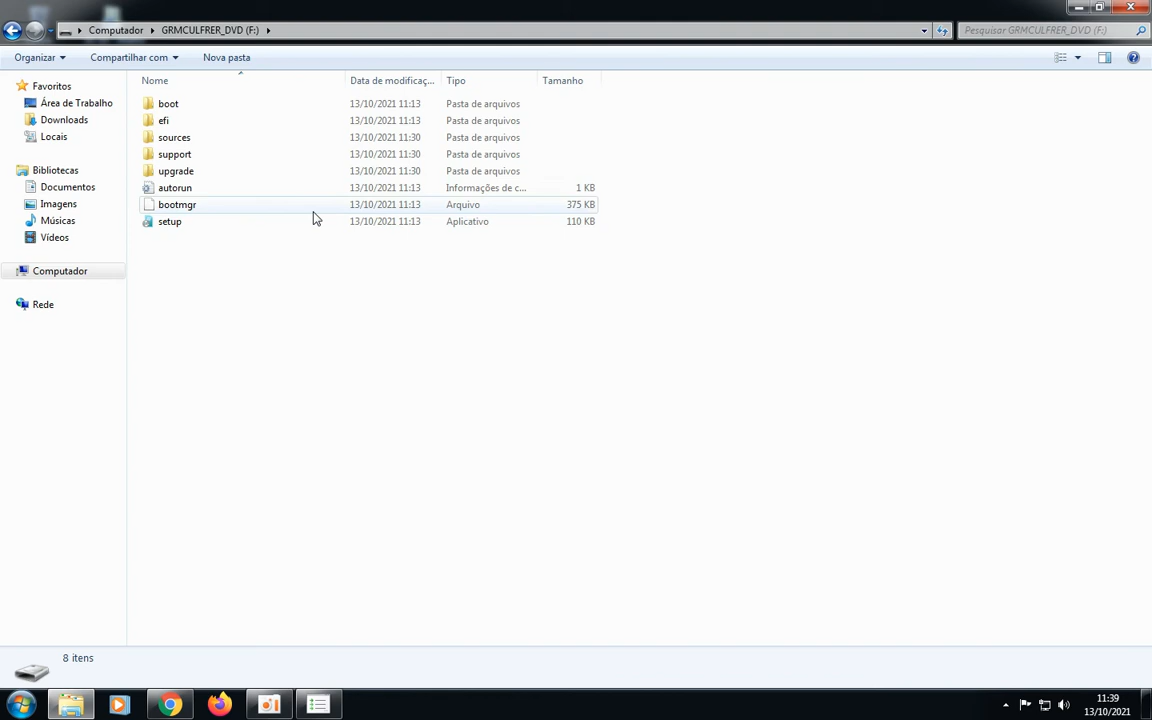 Computador GRMCULFRER_DVD (F:)
Pesquisar GRMCULFRER_DVD (F:)
Organizar Compartilhar com Nova pasta
Nome Data de modificaç... Tipo Tamanho
Favoritos
Área de Trabalho
Downloads
Locais
Bibliotecas
Documentos
Imagens
Músicas
Vídeos
Computador
Rede
boot 13/10/2021 11:13 Pasta de arquivos
efi 13/10/2021 11:13 Pasta de arquivos
sources 13/10/2021 11:30 Pasta de arquivos
support 13/10/2021 11:30 Pasta de arquivos
upgrade 13/10/2021 11:30 Pasta de arquivos
autorun 13/10/2021 11:13 Informações de c... 1 KB
bootmgr 13/10/2021 11:13 Arquivo 375 KB
setup 13/10/2021 11:13 Aplicativo 110 KB
8 itens
11:39
13/10/2021